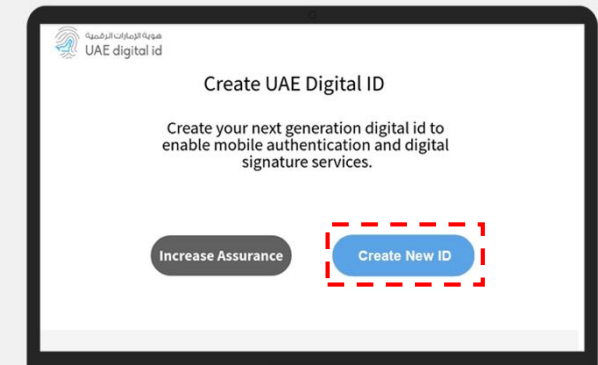 هوية الإمارات الرقمية
UAE digital id
Create UAE Digital ID
Create your next generation digital id to
enable mobile authentication and digital
signature services.
Increase Assurance
Create New ID